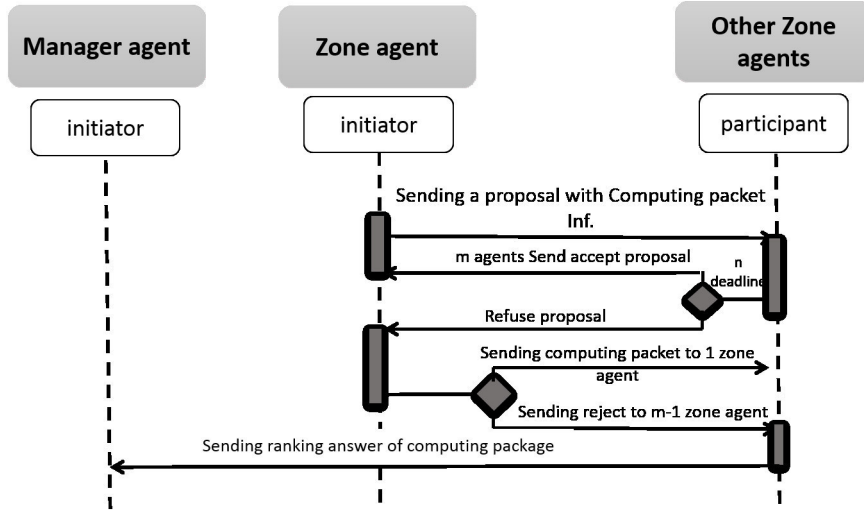 Manager agent
Zone agent
Other Zone
agents
initiator
initiator
participant
Sending a proposal with Computing packet
Inf.
m agents Send accept proposal
n
deadline
Refuse proposal
Sending computing packet to 1 zone
agent
Sending reject to m-1 zone agent
Sending ranking answer of computing package